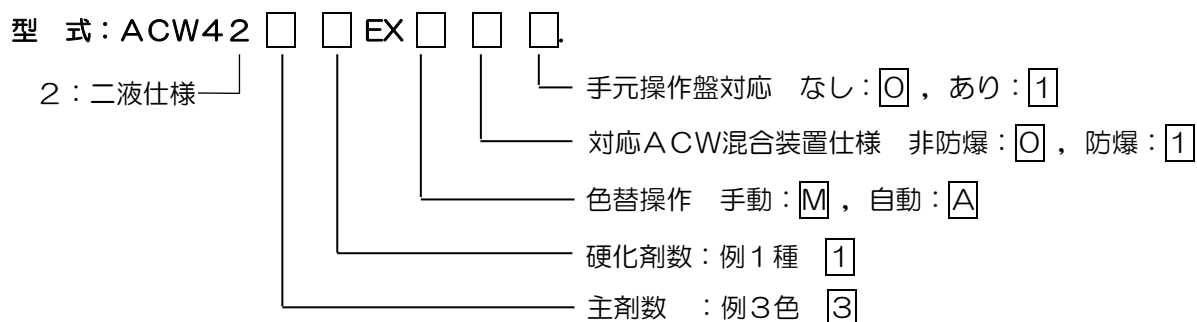 型 式：ACW42 □ □ EX □ □ □.
2：二液仕様
手元操作盤対応 なし：0，あり：1
対応ACW混合装置仕様 非防爆：0，防爆：1
色替操作 手動：M，自動：A
硬化剤数：例1種 1
主剤数 ：例3色 3